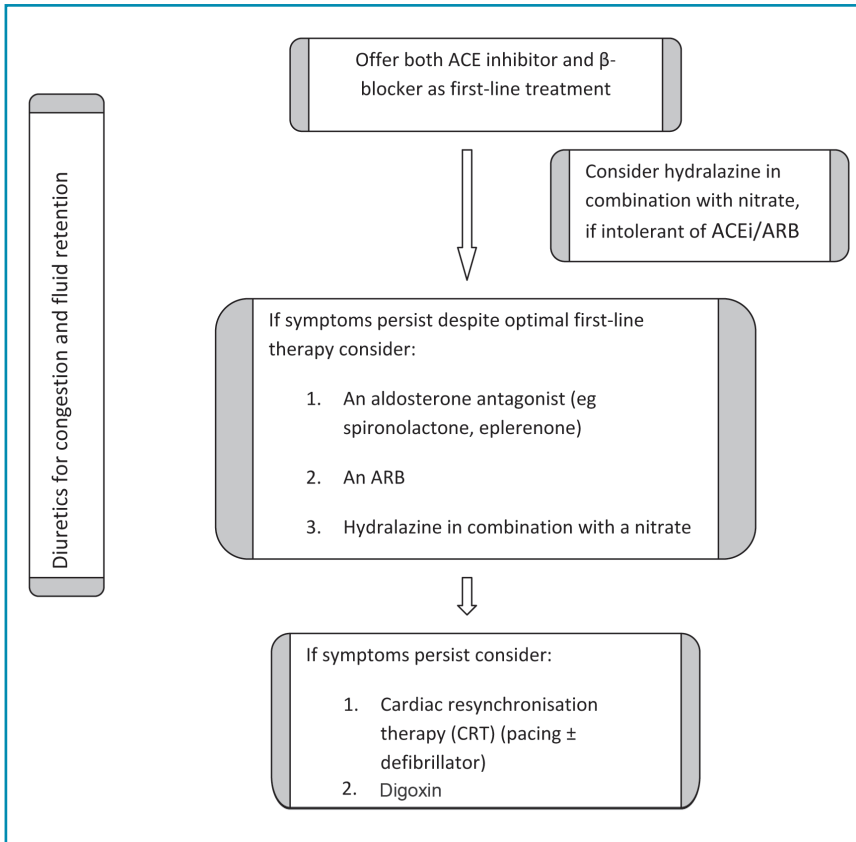 Offer both ACE inhibitor and β-
blocker as first-line treatment
Diuretics for congestion and fluid retention
Consider hydralazine in
combination with nitrate,
if intolerant of ACEi/ARB
If symptoms persist despite optimal first-line
therapy consider:
1. An aldosterone antagonist (eg
spironolactone, eplerenone)
2. An ARB
3. Hydralazine in combination with a nitrate
If symptoms persist consider:
1. Cardiac resynchronisation
therapy (CRT) (pacing ±
defibrillator)
2. Digoxin